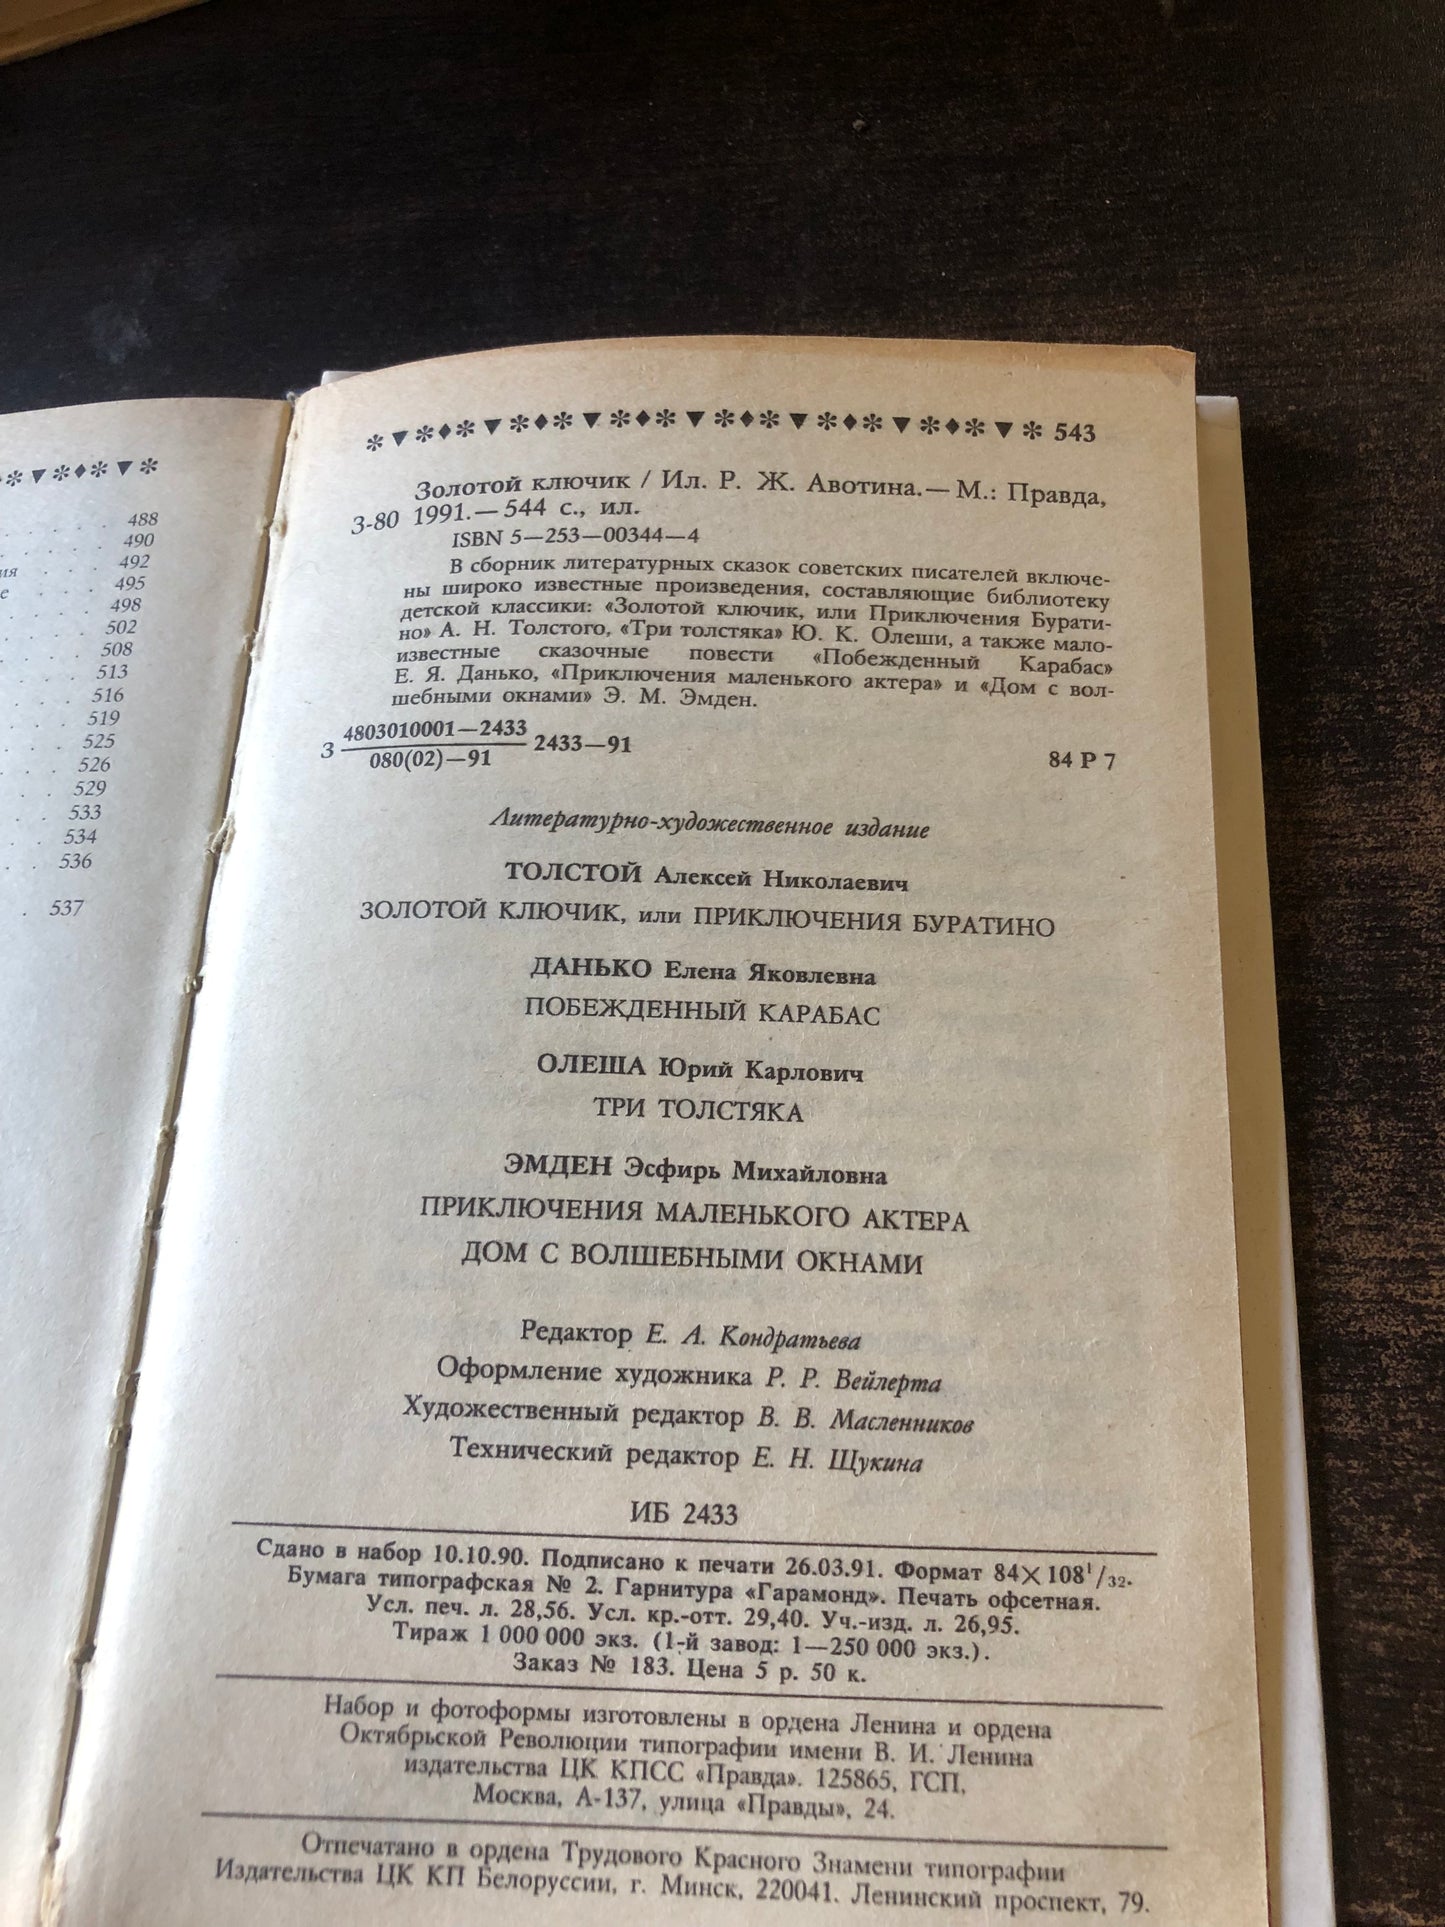 488
490
ия 492
е 495
498
502
508
513
516
519
525
526
529
533
534
536
537
543
Золотой ключик / Ил. Р. Ж. Авотина.— М.: Правда,
З-80 1991.— 544 с., ил.
ISBN 5—253—00344—4
В сборник литературных сказок советских писателей включе-
ны широко известные произведения, составляющие библиотеку
детской классики: «Золотой ключик, или Приключения Бурати-
но» А. Н. Толстого, «Три толстяка» Ю. К. Олеши, а также мало-
известные сказочные повести «Побежденный Карабас»
Е. Я. Данько, «Приключения маленького актера» и «Дом с вол-
шебными окнами» Э. М. Эмден.
4803010001—2433
З 2433—91
080(02)—91
84 Р 7
Литературно-художественное издание
ТОЛСТОЙ Алексей Николаевич
ЗОЛОТОЙ КЛЮЧИК, или ПРИКЛЮЧЕНИЯ БУРАТИНО
ДАНЬКО Елена Яковлевна
ПОБЕЖДЕННЫЙ КАРАБАС
ОЛЕША Юрий Карлович
ТРИ ТОЛСТЯКА
ЭМДЕН Эсфирь Михайловна
ПРИКЛЮЧЕНИЯ МАЛЕНЬКОГО АКТЕРА
ДОМ С ВОЛШЕБНЫМИ ОКНАМИ
Редактор Е. А. Кондратьева
Оформление художника Р. Р. Вейлерта
Художественный редактор В. В. Масленников
Технический редактор Е. Н. Щукина
ИБ 2433
Сдано в набор 10.10.90. Подписано к печати 26.03.91. Формат 84×108¹/₃₂.
Бумага типографская № 2. Гарнитура «Гарамонд». Печать офсетная.
Усл. печ. л. 28,56. Усл. кр.-отт. 29,40. Уч.-изд. л. 26,95.
Тираж 1 000 000 экз. (1-й завод: 1—250 000 экз.).
Заказ № 183. Цена 5 р. 50 к.
Набор и фотоформы изготовлены в ордена Ленина и ордена
Октябрьской Революции типографии имени В. И. Ленина
издательства ЦК КПСС «Правда». 125865, ГСП,
Москва, А-137, улица «Правды», 24.
Отпечатано в ордена Трудового Красного Знамени типографии
Издательства ЦК КП Белоруссии, г. Минск, 220041. Ленинский проспект, 79.